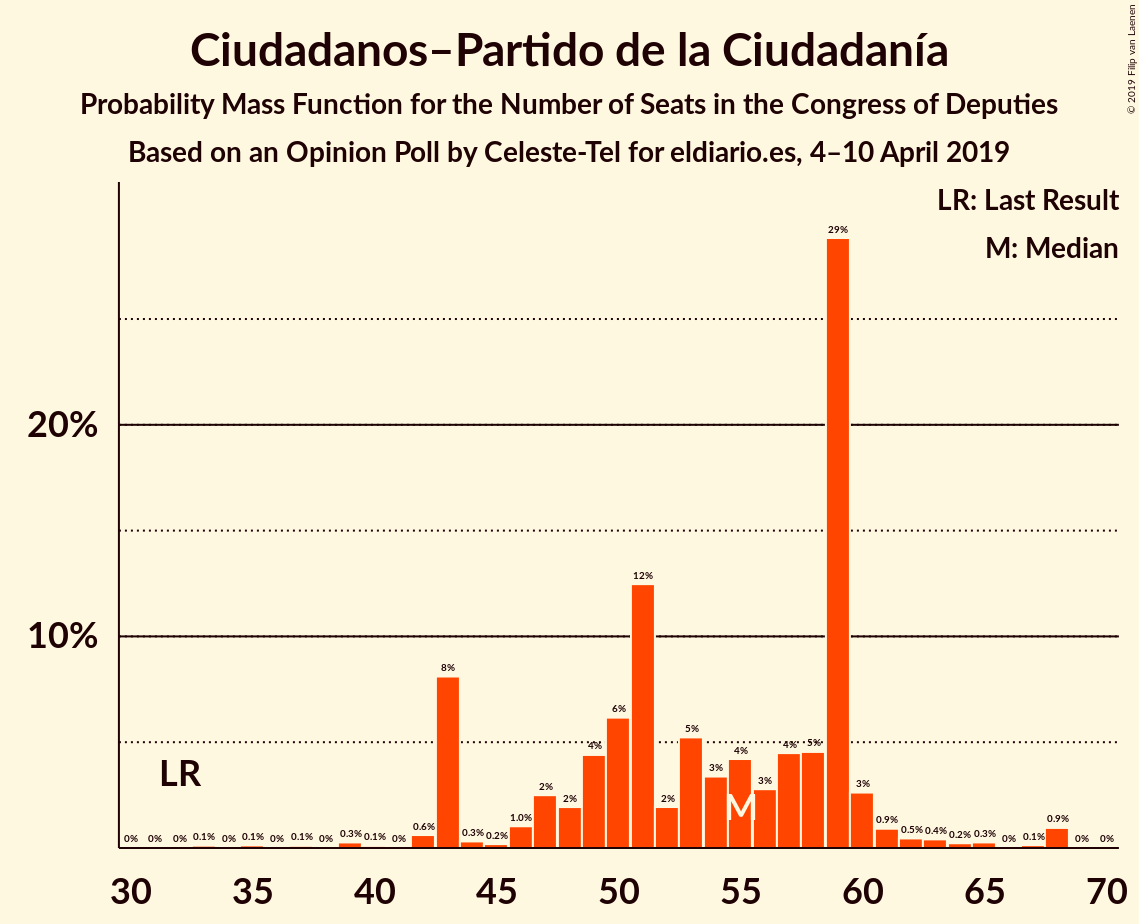 Ciudadanos–Partido de la Ciudadanía
Probability Mass Function for the Number of Seats in the Congress of Deputies
Based on an Opinion Poll by Celeste-Tel for eldiario.es, 4–10 April 2019
© 2019 Filip van Laenen
LR: Last Result
M: Median
20%
10%
LR
M
0% 0% 0% 0.1% 0% 0.1% 0% 0.1% 0% 0.3% 0.1% 0% 0.6% 8% 0.3% 0.2% 1.0% 2% 2% 4% 6% 12% 2% 5% 3% 4% 3% 4% 5% 29% 3% 0.9% 0.5% 0.4% 0.2% 0.3% 0% 0.1% 0.9% 0% 0%
30 35 40 45 50 55 60 65 70